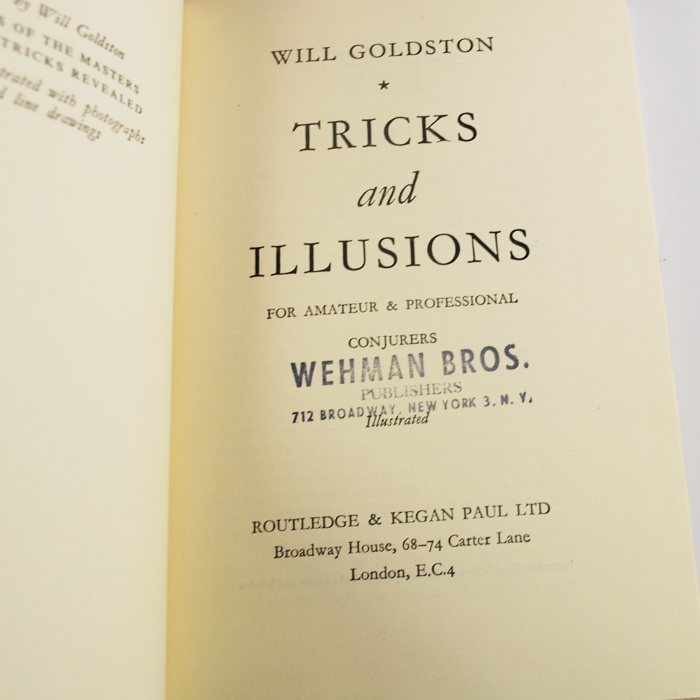 by Will Goldston
OF THE MASTERS
TRICKS REVEALED
with photographs
line drawings
WILL GOLDSTON
★
TRICKS
and
ILLUSIONS
FOR AMATEUR & PROFESSIONAL
CONJURERS
WEHMAN BROS.
PUBLISHERS
712 BROADWAY, NEW YORK 3, N. Y.
Illustrated
ROUTLEDGE & KEGAN PAUL LTD
Broadway House, 68–74 Carter Lane
London, E.C.4